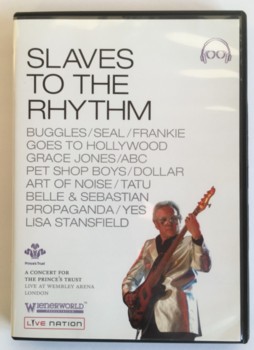 SLAVES
TO THE
RHYTHM
BUGGLES/SEAL/FRANKIE
GOES TO HOLLYWOOD
GRACE JONES/ABC
PET SHOP BOYS/DOLLAR
ART OF NOISE/TATU
BELLE & SEBASTIAN
PROPAGANDA/YES
LISA STANSFIELD
A CONCERT FOR
THE PRINCE'S TRUST
LIVE AT WEMBLEY ARENA
LONDON
WIENERWORLD
LIVE NATION